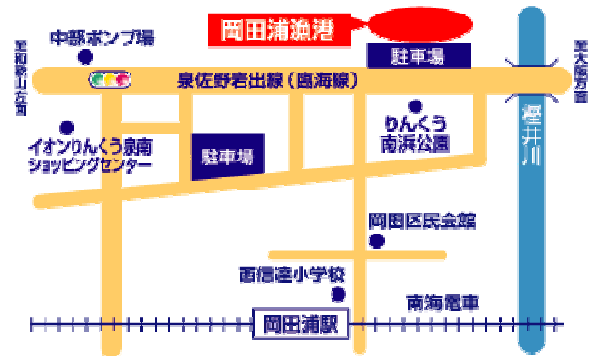 岡田浦漁港
中部ポンプ場
駐車場
至和歌山方面
至大阪方面
泉佐野岩出線(臨海線)
りんくう
南浜公園
樫井川
イオンりんくう泉南
ショッピングセンター
駐車場
岡田区民会館
西信達小学校
南海電車
岡田浦駅